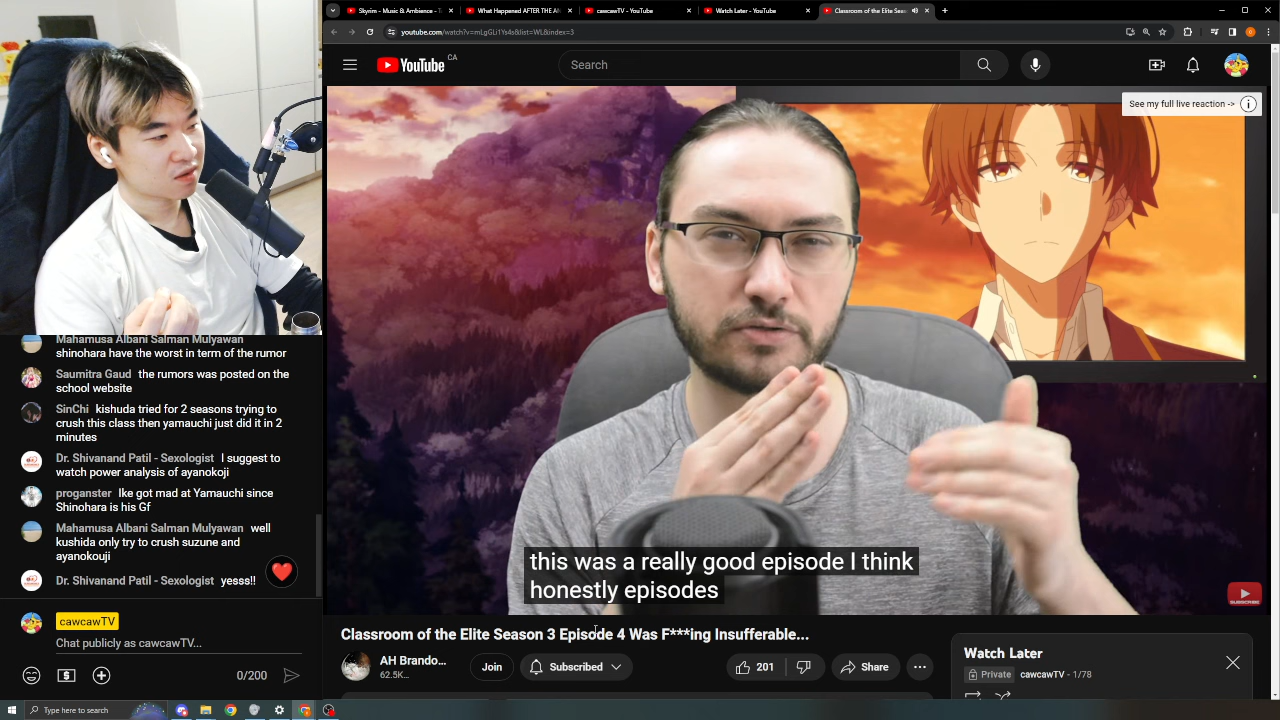 Skyrim - Music & Ambience - T
What Happened AFTER THE AN
cawcawTV - YouTube
Watch Later - YouTube
Classroom of the Elite Seas
youtube.com/watch?v=mLgGLi1Ys4s&list=WL&index=3
YouTube CA
Search
See my full live reaction ->
this was a really good episode I think
honestly episodes
SUBSCRIBE
Classroom of the Elite Season 3 Episode 4 Was F***ing Insufferable...
AH Brando...
62.5K...
Join
Subscribed
201
Share
Watch Later
Private
cawcawTV - 1/78
Mahamusa Albani Salman Mulyawan
shinohara have the worst in term of the rumor
Saumitra Gaud the rumors was posted on the
school website
SinChi kishuda tried for 2 seasons trying to
crush this class then yamauchi just did it in 2
minutes
Dr. Shivanand Patil - Sexologist I suggest to
watch power analysis of ayanokoji
proganster Ike got mad at Yamauchi since
Shinohara is his Gf
Mahamusa Albani Salman Mulyawan well
kushida only try to crush suzune and
ayanokouji
Dr. Shivanand Patil - Sexologist yesss!!
cawcawTV
Chat publicly as cawcawTV...
0/200
Type here to search